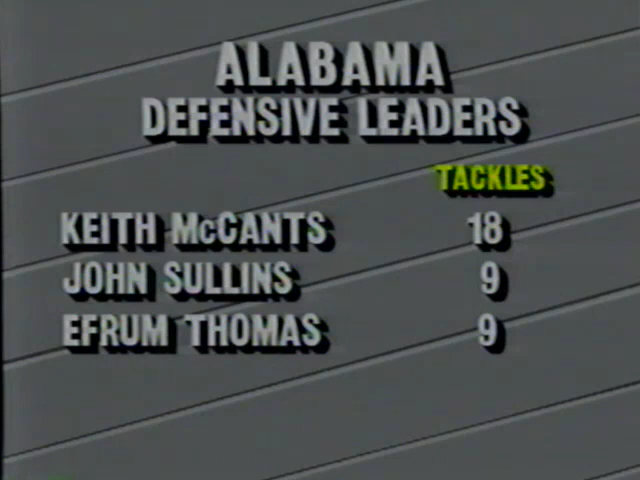 ALABAMA
DEFENSIVE LEADERS
TACKLES
KEITH McCANTS 18
JOHN SULLINS 9
EFRUM THOMAS 9